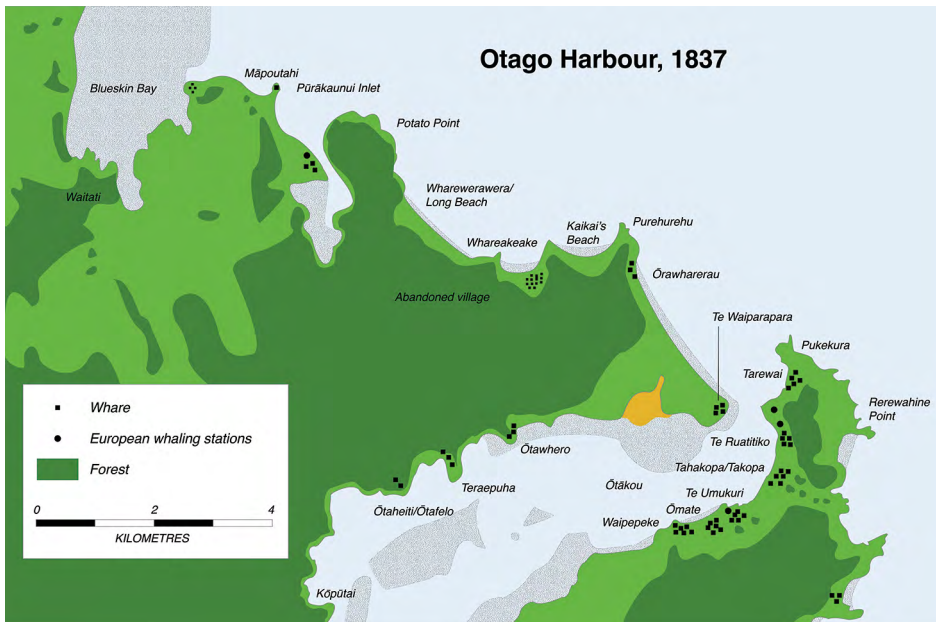 Otago Harbour, 1837
Māpoutahi
Blueskin Bay
Pūrākaunui Inlet
Potato Point
Waitati
Wharewerawera/
Long Beach
Whareakeake
Kaikai's
Beach
Purehurehu
Ōrawharerau
Abandoned village
Te Waiparapara
Pukekura
Tarewai
Rerewahine
Point
Te Ruatitiko
Ōtawhero
Tahakopa/Takopa
Teraepuha
Ōtākou
Te Umukuri
Ōmate
Ōtaheiti/Ōtafelo
Waipepeke
Kōpūtai
Whare
European whaling stations
Forest
0 2 4
KILOMETRES